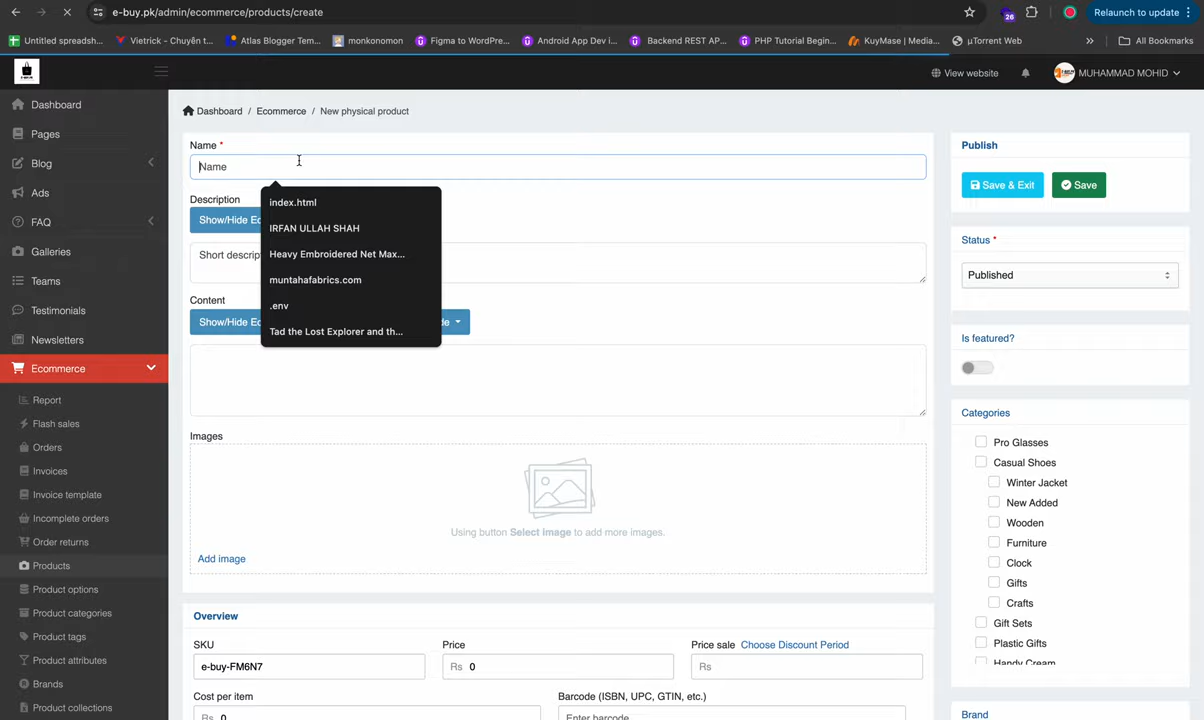 e-buy.pk/admin/ecommerce/products/create
26
Relaunch to update
Untitled spreadsh...
Vietrick - Chuyên t...
Atlas Blogger Tem...
monkonomon
Figma to WordPre...
Android App Dev i...
Backend REST AP...
PHP Tutorial Begin...
KuyMase | Media...
µTorrent Web
»
All Bookmarks
View website
MUHAMMAD MOHID
Dashboard
Pages
Blog
Ads
FAQ
Galleries
Teams
Testimonials
Newsletters
Ecommerce
Report
Flash sales
Orders
Invoices
Invoice template
Incomplete orders
Order returns
Products
Product options
Product categories
Product tags
Product attributes
Brands
Product collections
Dashboard / Ecommerce / New physical product
Name *
Name
index.html
IRFAN ULLAH SHAH
Heavy Embroidered Net Max...
muntahafabrics.com
.env
Tad the Lost Explorer and th...
Description
Show/Hide Ed
Short descrip
Content
Show/Hide Ed
de
Images
Using button Select image to add more images.
Add image
Overview
SKU
e-buy-FM6N7
Price
Rs 0
Price sale Choose Discount Period
Rs
Cost per item
Rs 0
Barcode (ISBN, UPC, GTIN, etc.)
Enter barcode
Publish
Save & Exit
Save
Status *
Published
Is featured?
Categories
Pro Glasses
Casual Shoes
Winter Jacket
New Added
Wooden
Furniture
Clock
Gifts
Crafts
Gift Sets
Plastic Gifts
Handy Cream
Brand